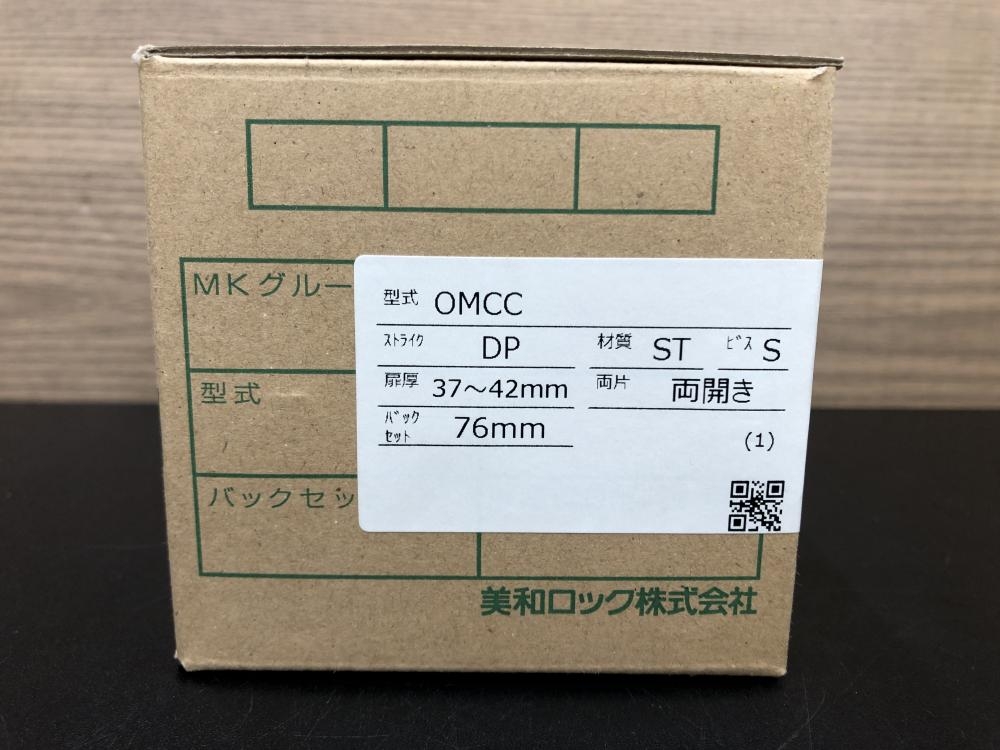 MKグルー
型式 OMCC
ストライク DP 材質 ST ビス S
扉厚 37～42mm 両片 両開き
バックセット 76mm
(1)
型式
バックセッ
美和ロック株式会社